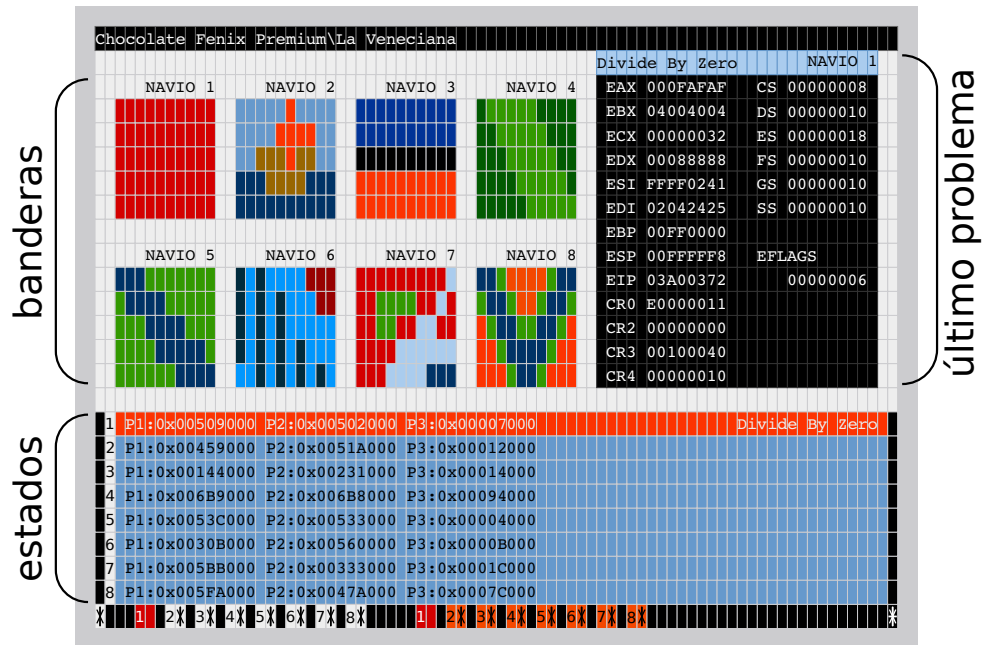 Chocolate Fenix Premium\La Veneciana
banderas
NAVIO 1 NAVIO 2 NAVIO 3 NAVIO 4
NAVIO 5 NAVIO 6 NAVIO 7 NAVIO 8
Divide By Zero NAVIO 1
EAX 000FAFAF CS 00000008
EBX 04004004 DS 00000010
ECX 00000032 ES 00000018
EDX 00088888 FS 00000010
ESI FFFF0241 GS 00000010
EDI 02042425 SS 00000010
EBP 00FF0000
ESP 00FFFFF8 EFLAGS
EIP 03A00372 00000006
CR0 E0000011
CR2 00000000
CR3 00100040
CR4 00000010
último problema
estados
1 P1:0x00509000 P2:0x00502000 P3:0x00007000 Divide By Zero
2 P1:0x00459000 P2:0x0051A000 P3:0x00012000
3 P1:0x00144000 P2:0x00231000 P3:0x00014000
4 P1:0x006B9000 P2:0x006B8000 P3:0x00094000
5 P1:0x0053C000 P2:0x00533000 P3:0x00004000
6 P1:0x0030B000 P2:0x00560000 P3:0x0000B000
7 P1:0x005BB000 P2:0x00333000 P3:0x0001C000
8 P1:0x005FA000 P2:0x0047A000 P3:0x0007C000
* 1 2* 3* 4* 5* 6* 7* 8* 1 2* 3* 4* 5* 6* 7* 8* *